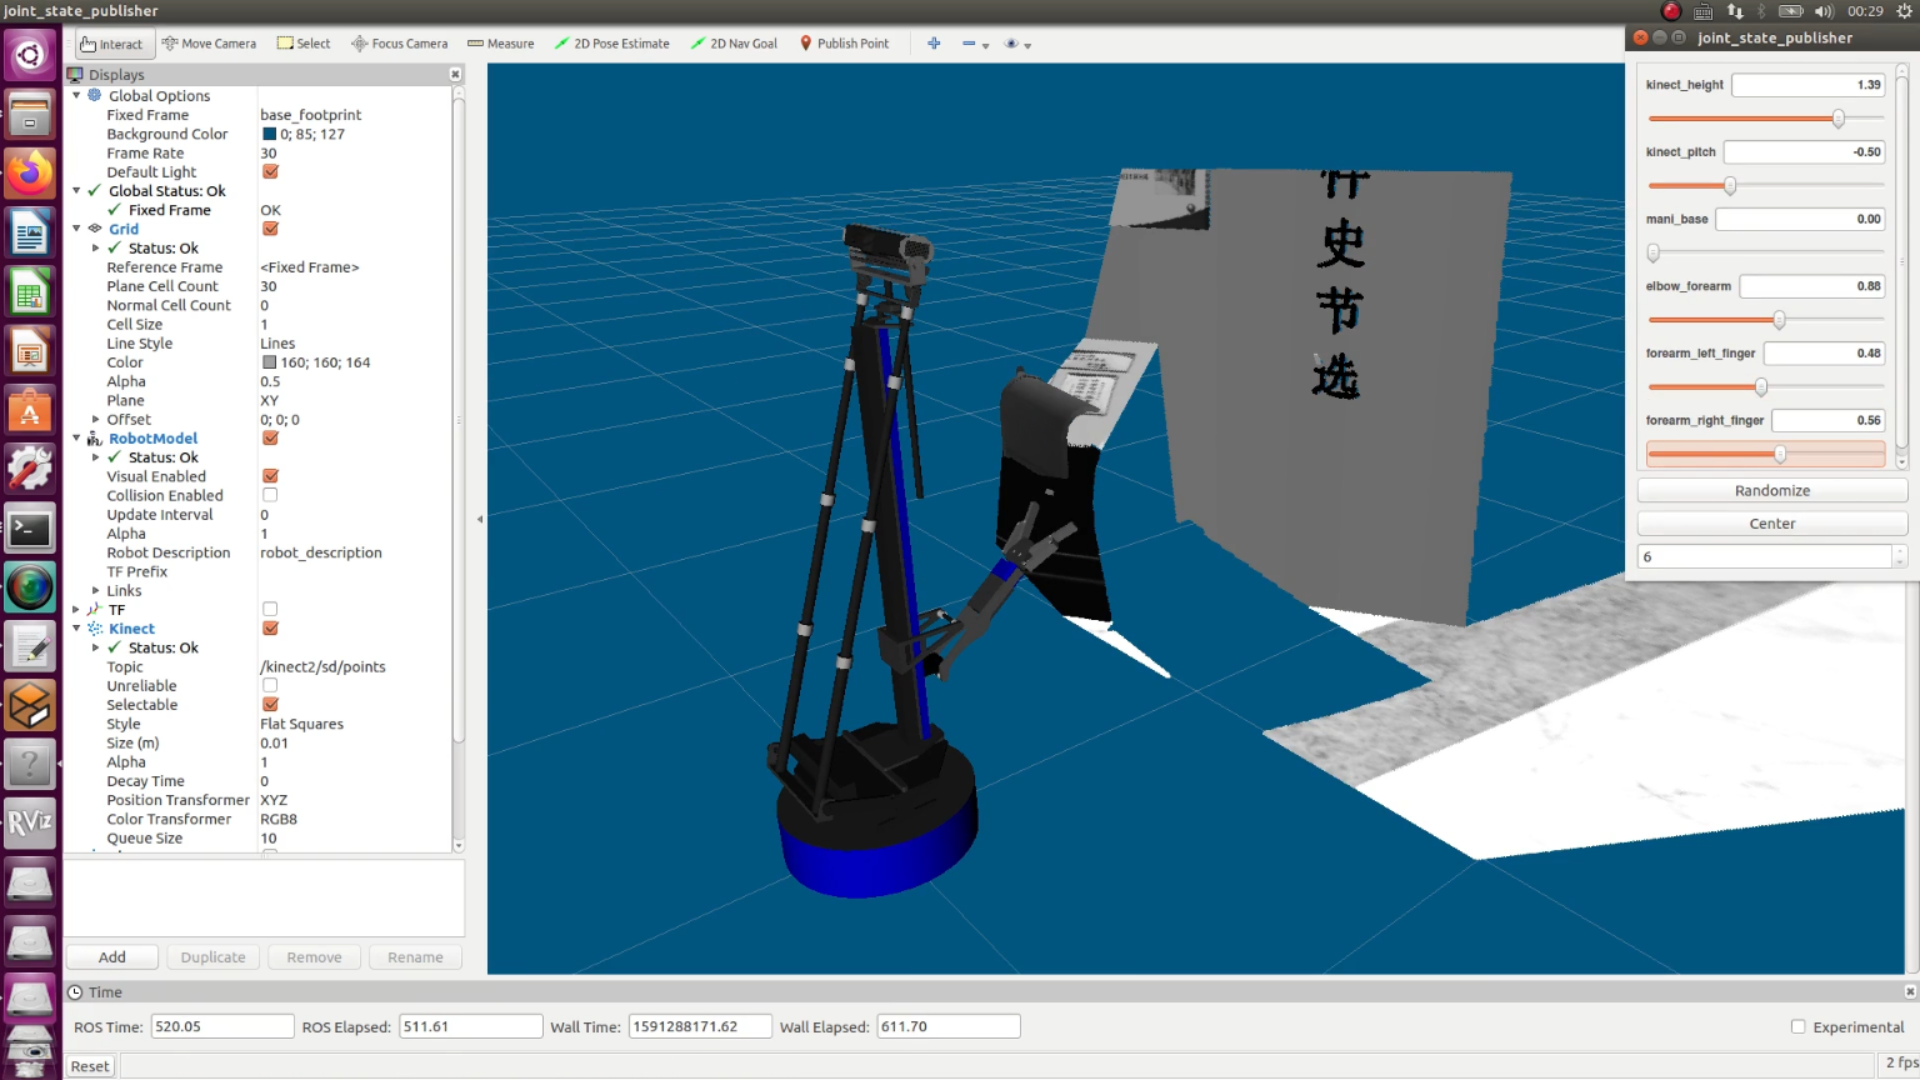 joint_state_publisher
00:29
Interact
Move Camera
Select
Focus Camera
Measure
2D Pose Estimate
2D Nav Goal
Publish Point
Displays
Global Options
Fixed Frame base_footprint
Background Color 0; 85; 127
Frame Rate 30
Default Light
Global Status: Ok
Fixed Frame OK
Grid
Status: Ok
Reference Frame <Fixed Frame>
Plane Cell Count 30
Normal Cell Count 0
Cell Size 1
Line Style Lines
Color 160; 160; 164
Alpha 0.5
Plane XY
Offset 0; 0; 0
RobotModel
Status: Ok
Visual Enabled
Collision Enabled
Update Interval 0
Alpha 1
Robot Description robot_description
TF Prefix
Links
TF
Kinect
Status: Ok
Topic /kinect2/sd/points
Unreliable
Selectable
Style Flat Squares
Size (m) 0.01
Alpha 1
Decay Time 0
Position Transformer XYZ
Color Transformer RGB8
Queue Size 10
Add
Duplicate
Remove
Rename
史
节
选
joint_state_publisher
kinect_height 1.39
kinect_pitch -0.50
mani_base 0.00
elbow_forearm 0.88
forearm_left_finger 0.48
forearm_right_finger 0.56
Randomize
Center
6
RViz
Time
ROS Time: 520.05
ROS Elapsed: 511.61
Wall Time: 1591288171.62
Wall Elapsed: 611.70
Experimental
Reset
2 fps